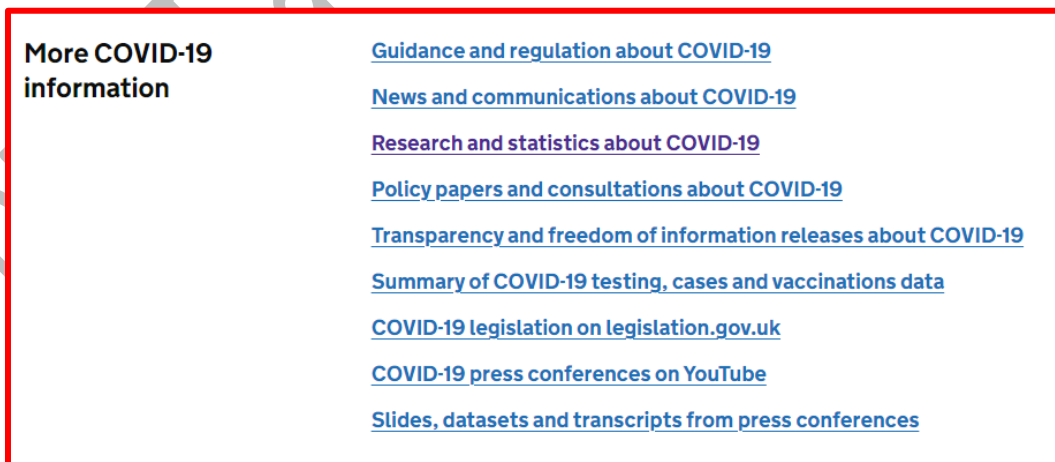 More COVID-19
information
Guidance and regulation about COVID-19
News and communications about COVID-19
Research and statistics about COVID-19
Policy papers and consultations about COVID-19
Transparency and freedom of information releases about COVID-19
Summary of COVID-19 testing, cases and vaccinations data
COVID-19 legislation on legislation.gov.uk
COVID-19 press conferences on YouTube
Slides, datasets and transcripts from press conferences